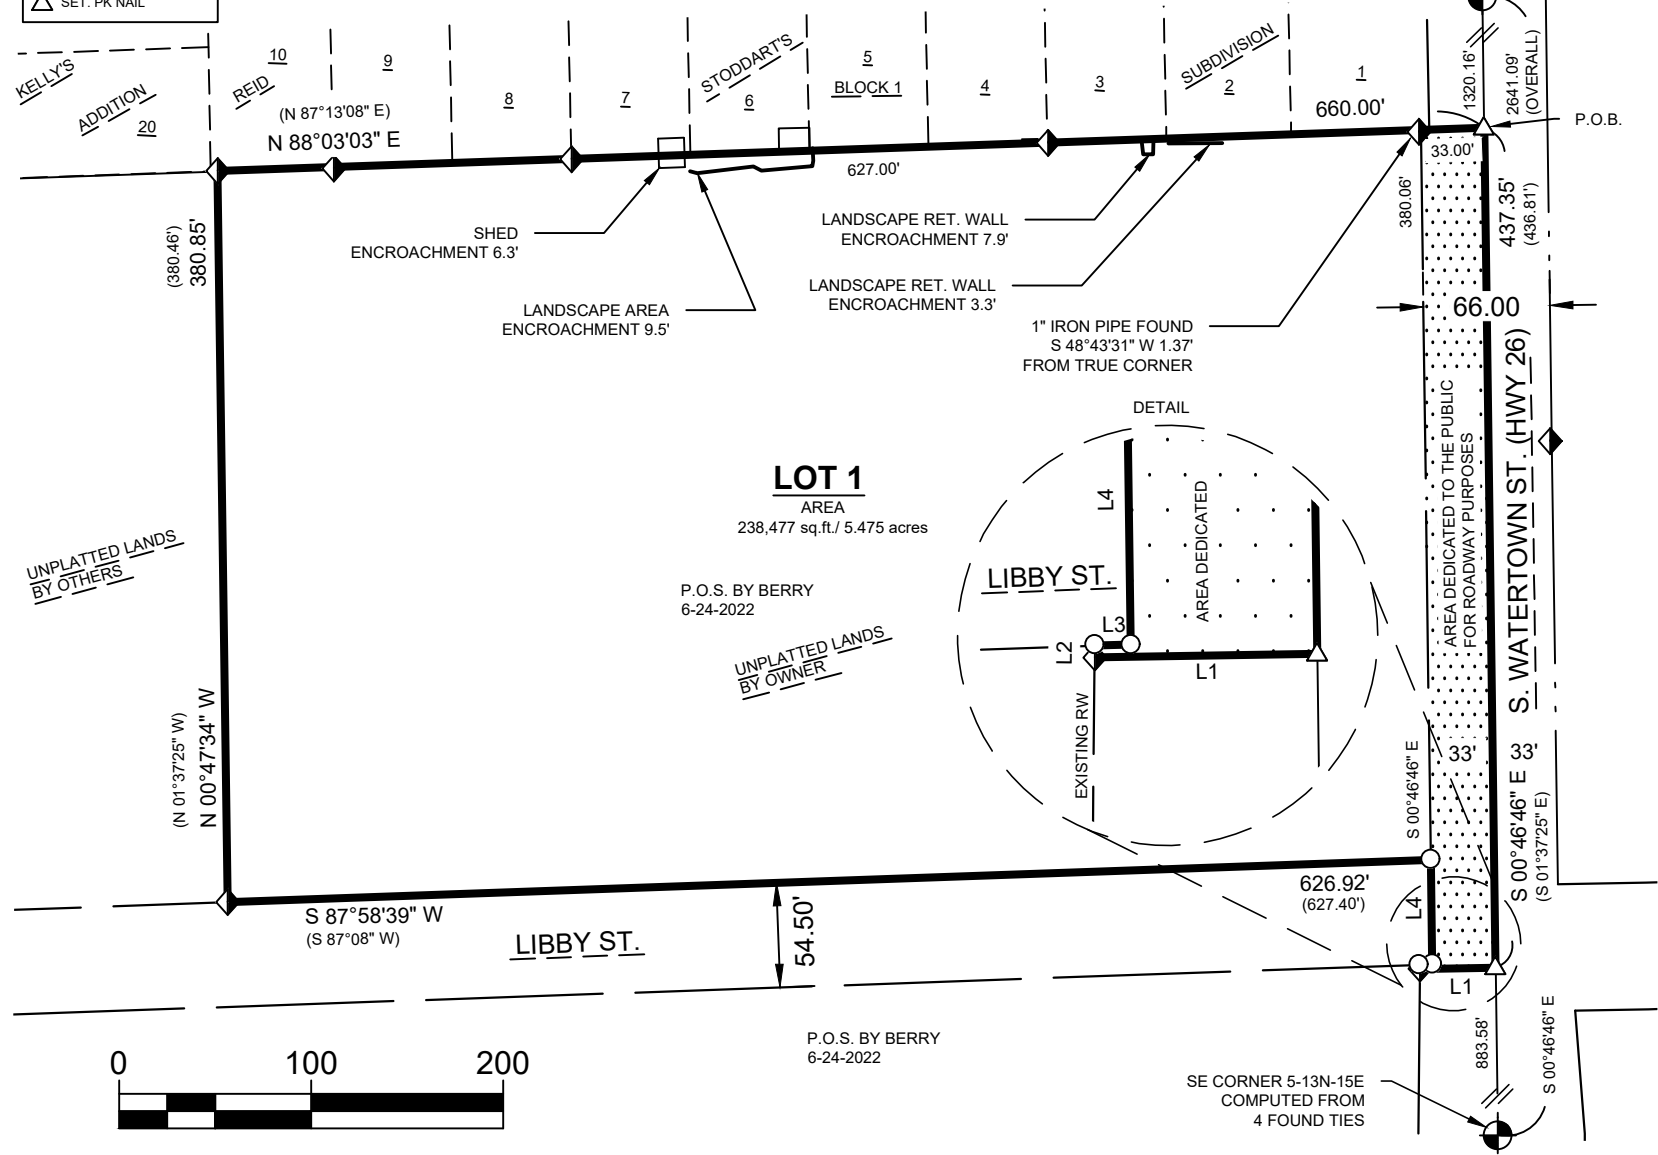 SET. PK NAIL
KELLY'S
ADDITION
20
10
REID
9
8
7
STODDART'S
6
5
BLOCK 1
4
3
SUBDIVISION
2
1
1320.16'
2641.09'
(OVERALL)
P.O.B.
(N 87°13'08" E)
N 88°03'03" E
660.00'
627.00'
33.00'
(380.46')
380.85'
380.06'
437.35'
(436.81')
SHED
ENCROACHMENT 6.3'
LANDSCAPE AREA
ENCROACHMENT 9.5'
LANDSCAPE RET. WALL
ENCROACHMENT 7.9'
LANDSCAPE RET. WALL
ENCROACHMENT 3.3'
1" IRON PIPE FOUND
S 48°43'31" W 1.37'
FROM TRUE CORNER
66.00
DETAIL
LOT 1
AREA
238,477 sq.ft./ 5.475 acres
P.O.S. BY BERRY
6-24-2022
UNPLATTED LANDS
BY OWNER
UNPLATTED LANDS
BY OTHERS
L4
AREA DEDICATED
LIBBY ST.
L3
L2
L1
EXISTING RW
AREA DEDICATED TO THE PUBLIC
FOR ROADWAY PURPOSES
S. WATERTOWN ST. (HWY 26)
33'
33'
S 00°46'46" E
S 00°46'46" E
(S 01°37'25" E)
(N 01°37'25" W)
N 00°47'34" W
626.92'
(627.40')
L4
L1
S 87°58'39" W
(S 87°08" W)
LIBBY ST.
54.50'
P.O.S. BY BERRY
6-24-2022
0 100 200
883.58'
S 00°46'46" E
SE CORNER 5-13N-15E
COMPUTED FROM
4 FOUND TIES